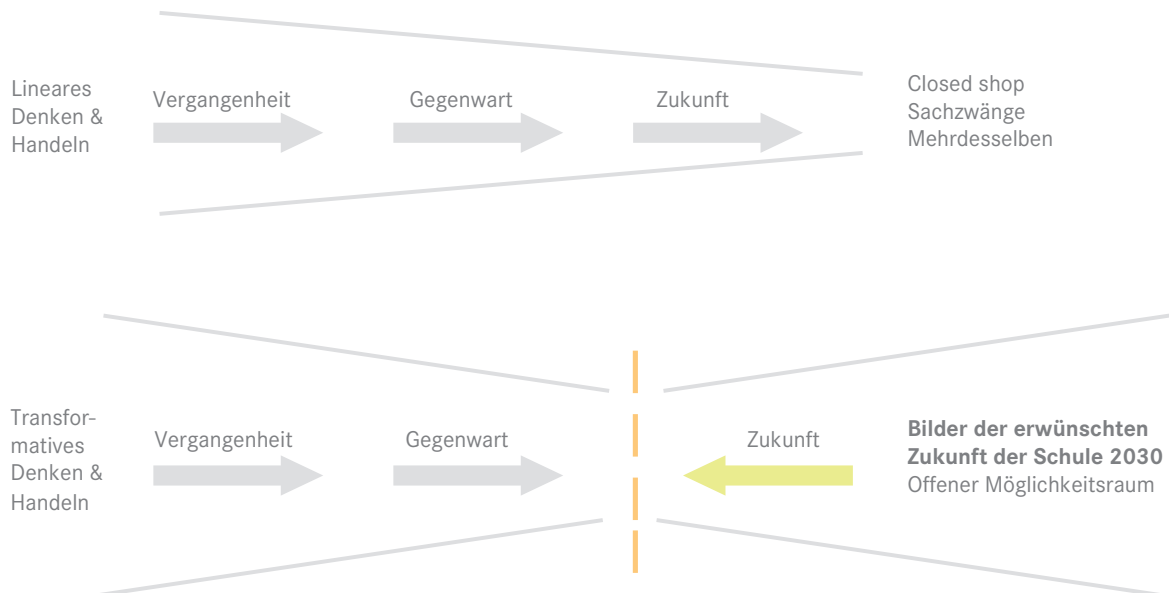 Lineares
Denken &
Handeln
Vergangenheit
Gegenwart
Zukunft
Closed shop
Sachzwänge
Mehrdesselben
Transfor-
matives
Denken &
Handeln
Vergangenheit
Gegenwart
Zukunft
Bilder der erwünschten
Zukunft der Schule 2030
Offener Möglichkeitsraum